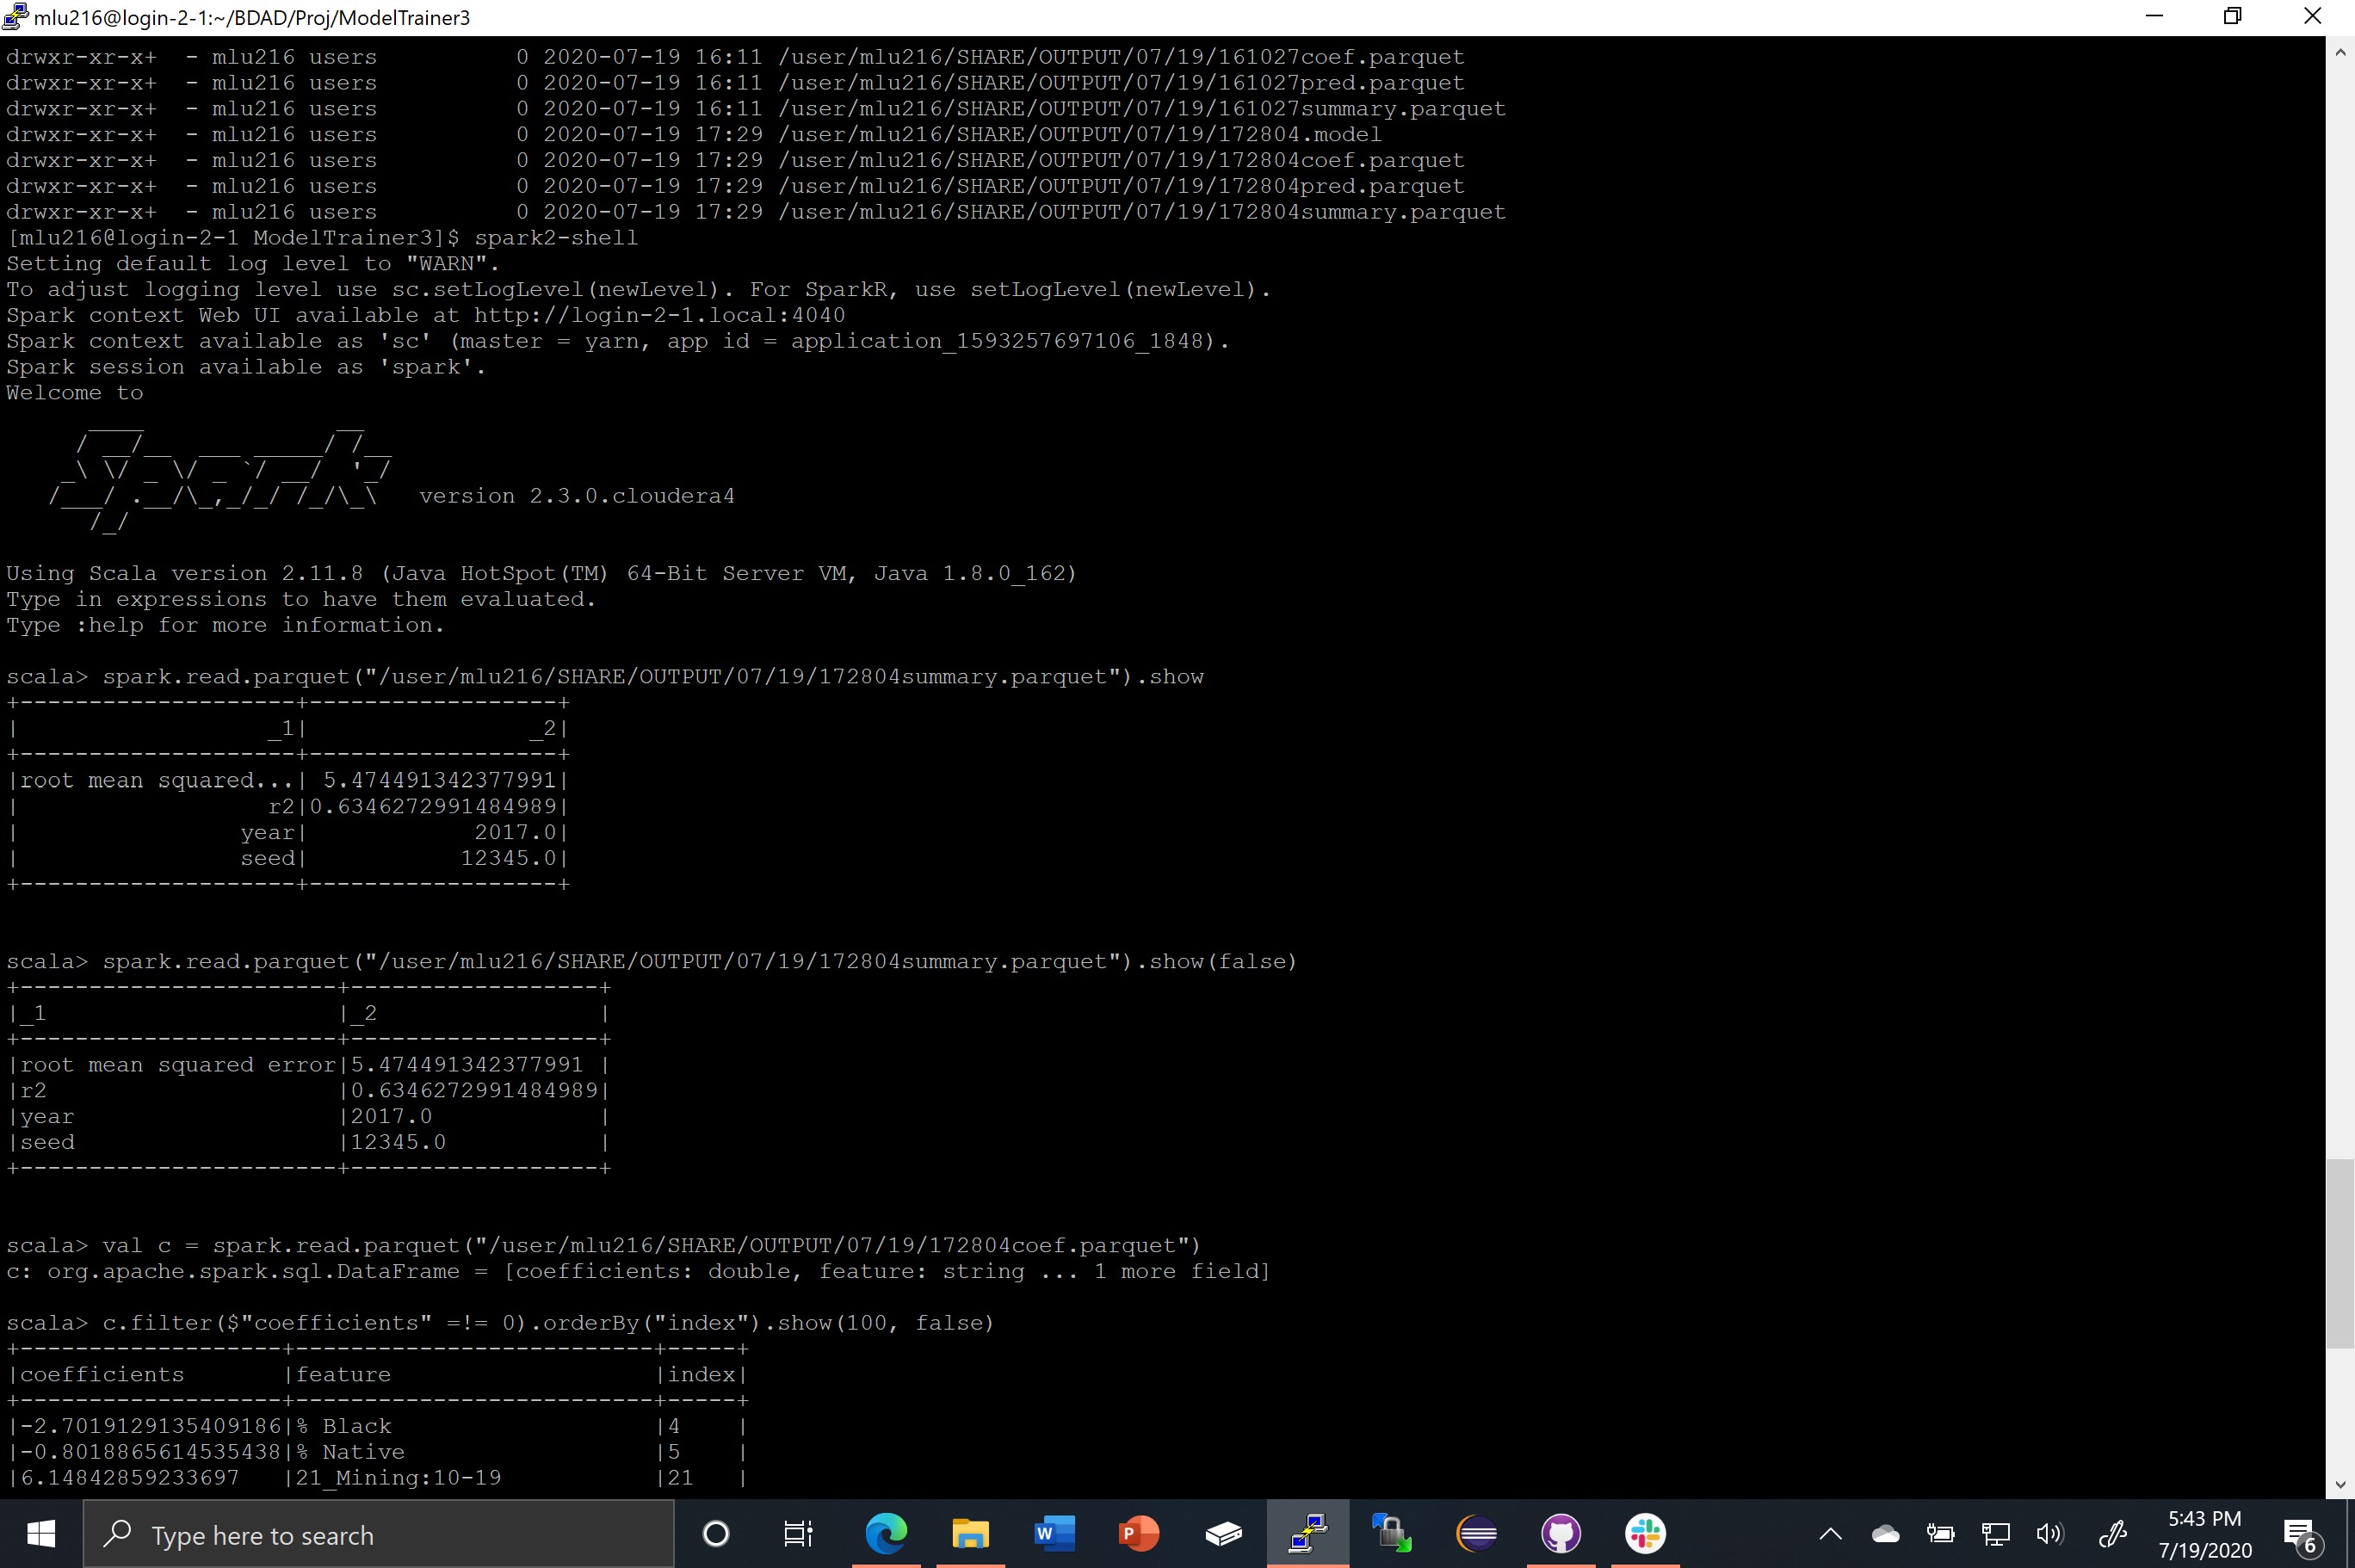 mlu216@login-2-1:~/BDAD/Proj/ModelTrainer3
drwxr-xr-x+  - mlu216 users          0 2020-07-19 16:11 /user/mlu216/SHARE/OUTPUT/07/19/161027coef.parquet
drwxr-xr-x+  - mlu216 users          0 2020-07-19 16:11 /user/mlu216/SHARE/OUTPUT/07/19/161027pred.parquet
drwxr-xr-x+  - mlu216 users          0 2020-07-19 16:11 /user/mlu216/SHARE/OUTPUT/07/19/161027summary.parquet
drwxr-xr-x+  - mlu216 users          0 2020-07-19 17:29 /user/mlu216/SHARE/OUTPUT/07/19/172804.model
drwxr-xr-x+  - mlu216 users          0 2020-07-19 17:29 /user/mlu216/SHARE/OUTPUT/07/19/172804coef.parquet
drwxr-xr-x+  - mlu216 users          0 2020-07-19 17:29 /user/mlu216/SHARE/OUTPUT/07/19/172804pred.parquet
drwxr-xr-x+  - mlu216 users          0 2020-07-19 17:29 /user/mlu216/SHARE/OUTPUT/07/19/172804summary.parquet
[mlu216@login-2-1 ModelTrainer3]$ spark2-shell
Setting default log level to "WARN".
To adjust logging level use sc.setLogLevel(newLevel). For SparkR, use setLogLevel(newLevel).
Spark context Web UI available at http://login-2-1.local:4040
Spark context available as 'sc' (master = yarn, app id = application_1593257697106_1848).
Spark session available as 'spark'.
Welcome to
      ____              __
     / __/__  ___ _____/ /__
    _\ \/ _ \/ _ `/ __/  '_/
   /___/ .__/\_,_/_/ /_/\_\   version 2.3.0.cloudera4
      /_/
Using Scala version 2.11.8 (Java HotSpot(TM) 64-Bit Server VM, Java 1.8.0_162)
Type in expressions to have them evaluated.
Type :help for more information.
scala> spark.read.parquet("/user/mlu216/SHARE/OUTPUT/07/19/172804summary.parquet").show
+--------------------+------------------+
|                  _1|                _2|
+--------------------+------------------+
|root mean squared...| 5.474491342377991|
|                  r2|0.6346272991484989|
|                year|            2017.0|
|                seed|           12345.0|
+--------------------+------------------+
scala> spark.read.parquet("/user/mlu216/SHARE/OUTPUT/07/19/172804summary.parquet").show(false)
+-----------------------+------------------+
|_1                     |_2                |
+-----------------------+------------------+
|root mean squared error|5.474491342377991 |
|r2                     |0.6346272991484989|
|year                   |2017.0            |
|seed                   |12345.0           |
+-----------------------+------------------+
scala> val c = spark.read.parquet("/user/mlu216/SHARE/OUTPUT/07/19/172804coef.parquet")
c: org.apache.spark.sql.DataFrame = [coefficients: double, feature: string ... 1 more field]
scala> c.filter($"coefficients" =!= 0).orderBy("index").show(100, false)
+-------------------+--------------------------+-----+
|coefficients       |feature                   |index|
+-------------------+--------------------------+-----+
|-2.7019129135409186|% Black                   |4    |
|-0.8018865614535438|% Native                  |5    |
|6.14842859233697   |21_Mining:10-19           |21   |
Type here to search
5:43 PM
7/19/2020
6